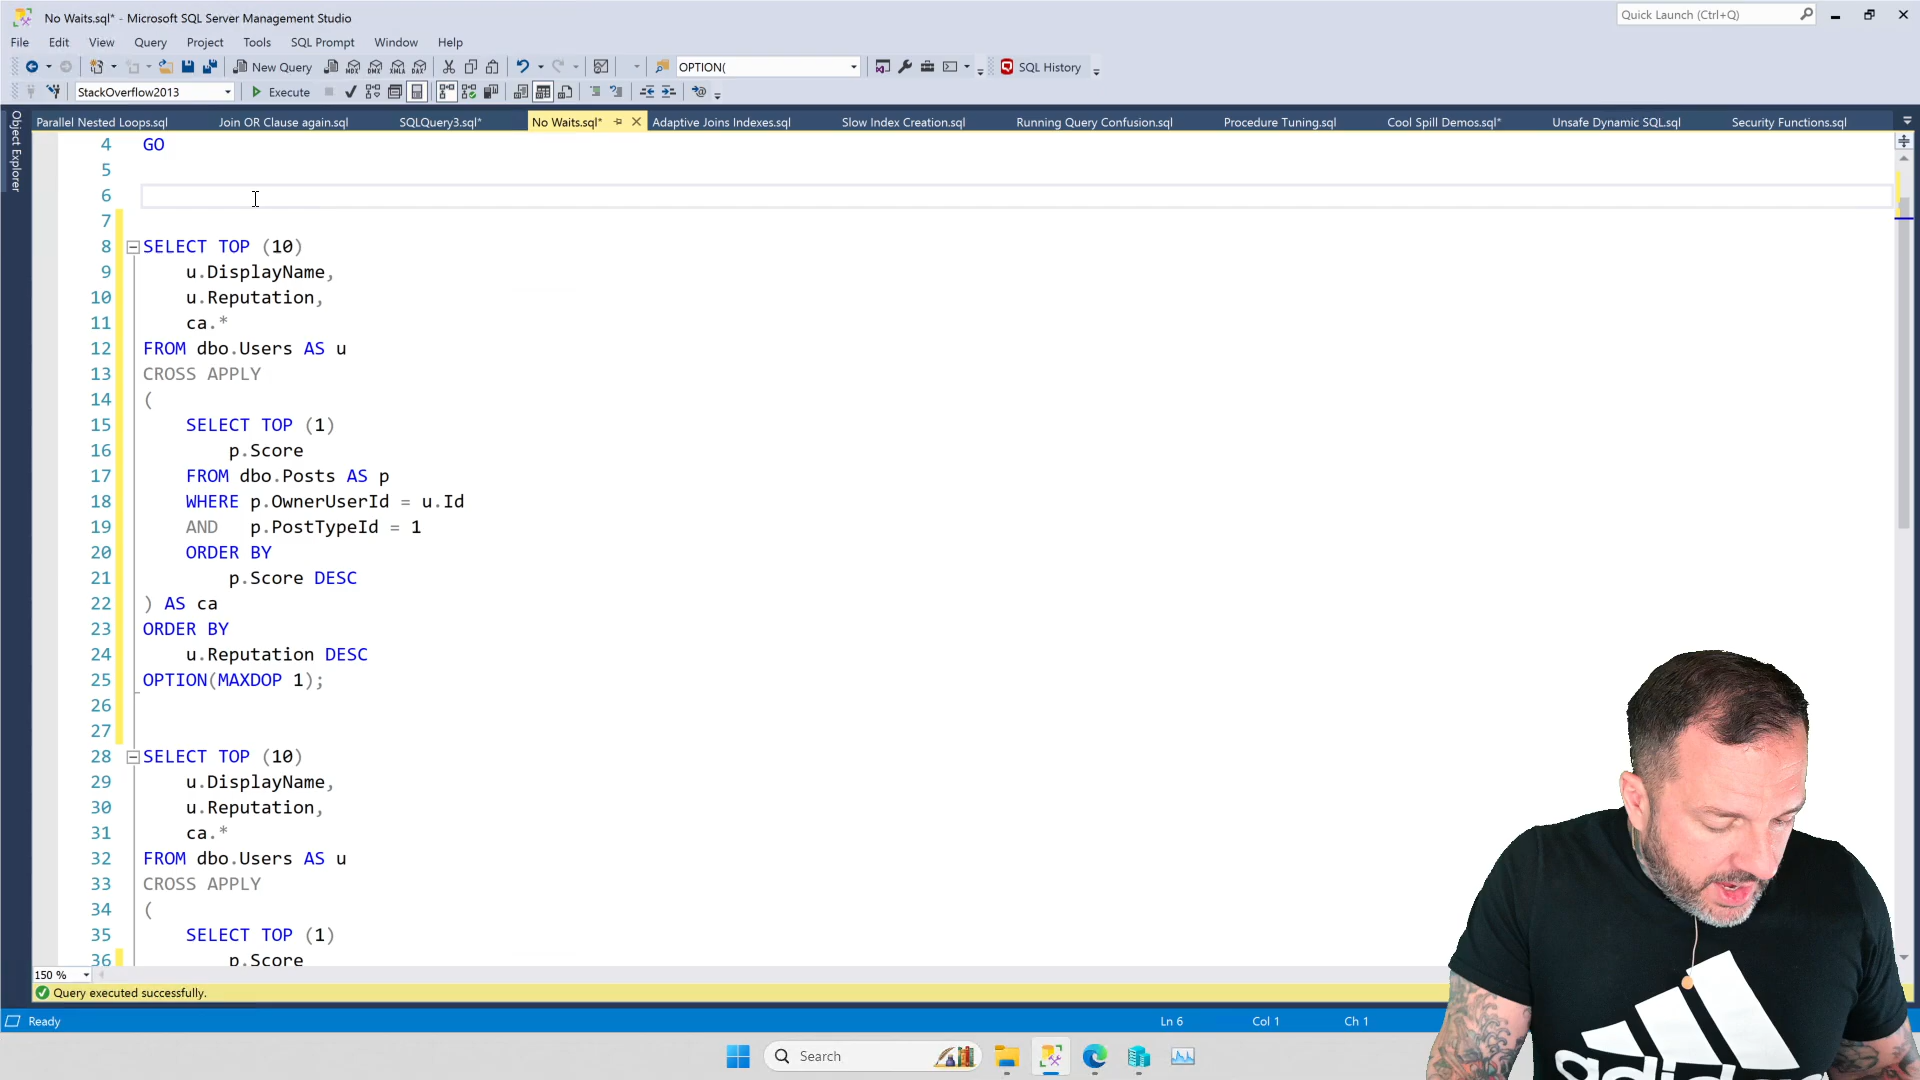 No Waits.sql* - Microsoft SQL Server Management Studio
Quick Launch (Ctrl+Q)
File Edit View Query Project Tools SQL Prompt Window Help
New Query MDX DMX XMLA DAX OPTION( SQL History
StackOverflow2013 Execute
Parallel Nested Loops.sql Join OR Clause again.sql SQLQuery3.sql* No Waits.sql* Adaptive Joins Indexes.sql Slow Index Creation.sql Running Query Confusion.sql Procedure Tuning.sql Cool Spill Demos.sql* Unsafe Dynamic SQL.sql Security Functions.sql
Object Explorer
4 GO
5
6
7
8 SELECT TOP (10)
9 u.DisplayName,
10 u.Reputation,
11 ca.*
12 FROM dbo.Users AS u
13 CROSS APPLY
14 (
15 SELECT TOP (1)
16 p.Score
17 FROM dbo.Posts AS p
18 WHERE p.OwnerUserId = u.Id
19 AND p.PostTypeId = 1
20 ORDER BY
21 p.Score DESC
22 ) AS ca
23 ORDER BY
24 u.Reputation DESC
25 OPTION(MAXDOP 1);
26
27
28 SELECT TOP (10)
29 u.DisplayName,
30 u.Reputation,
31 ca.*
32 FROM dbo.Users AS u
33 CROSS APPLY
34 (
35 SELECT TOP (1)
36 p.Score
150 %
Query executed successfully.
Ready Ln 6 Col 1 Ch 1
Search
adidas